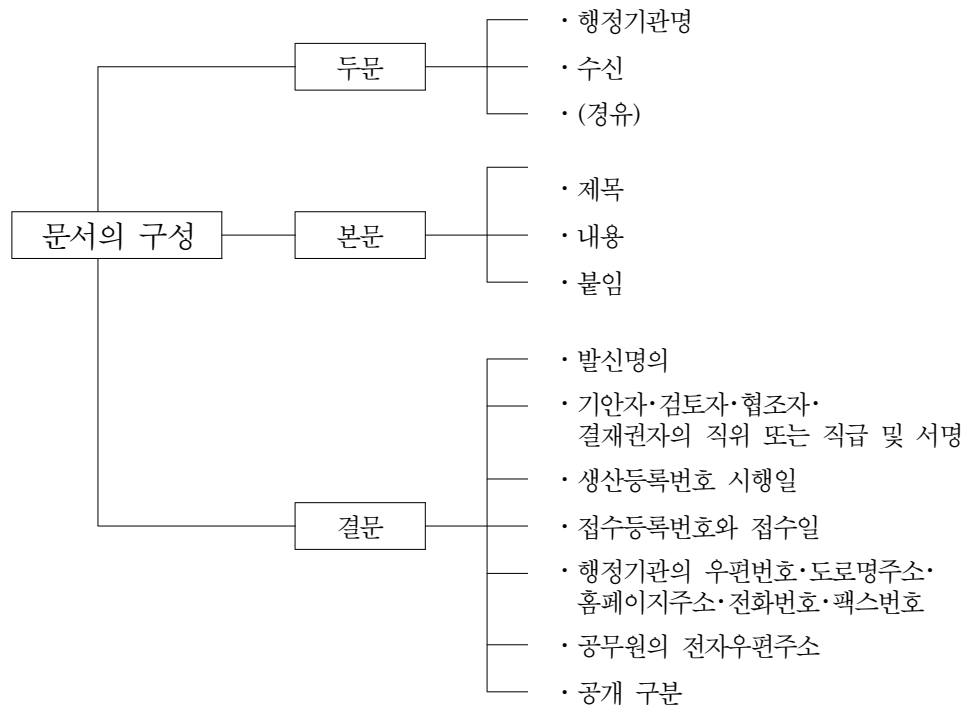 문서의 구성
두문
· 행정기관명
· 수신
· (경유)
본문
· 제목
· 내용
· 붙임
결문
· 발신명의
· 기안자·검토자·협조자·
결재권자의 직위 또는 직급 및 서명
· 생산등록번호 시행일
· 접수등록번호와 접수일
· 행정기관의 우편번호·도로명주소·
홈페이지주소·전화번호·팩스번호
· 공무원의 전자우편주소
· 공개 구분